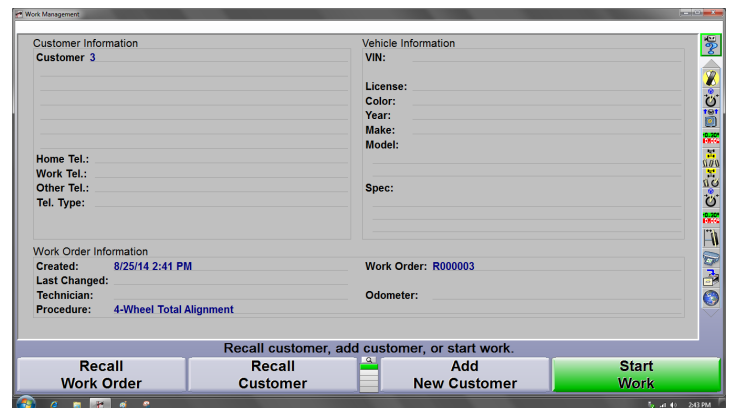 Work Management
Customer Information
Customer 3
Home Tel.:
Work Tel.:
Other Tel.:
Tel. Type:
Vehicle Information
VIN:
License:
Color:
Year:
Make:
Model:
Spec:
Work Order Information
Created: 8/25/14 2:41 PM
Last Changed:
Technician:
Procedure: 4-Wheel Total Alignment
Work Order: R000003
Odometer:
Recall customer, add customer, or start work.
Recall
Work Order
Recall
Customer
Add
New Customer
Start
Work
2:43 PM